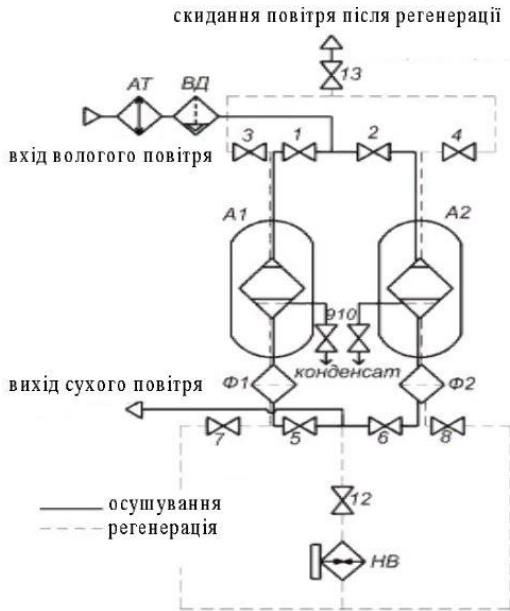 скидання повітря після регенерації
13
АТ ВД
3 1 2 4
вхід вологого повітря
А1 А2
910
конденсат
Ф1 Ф2
вихід сухого повітря
7 5 6 8
осушування
12
регенерація
НВ